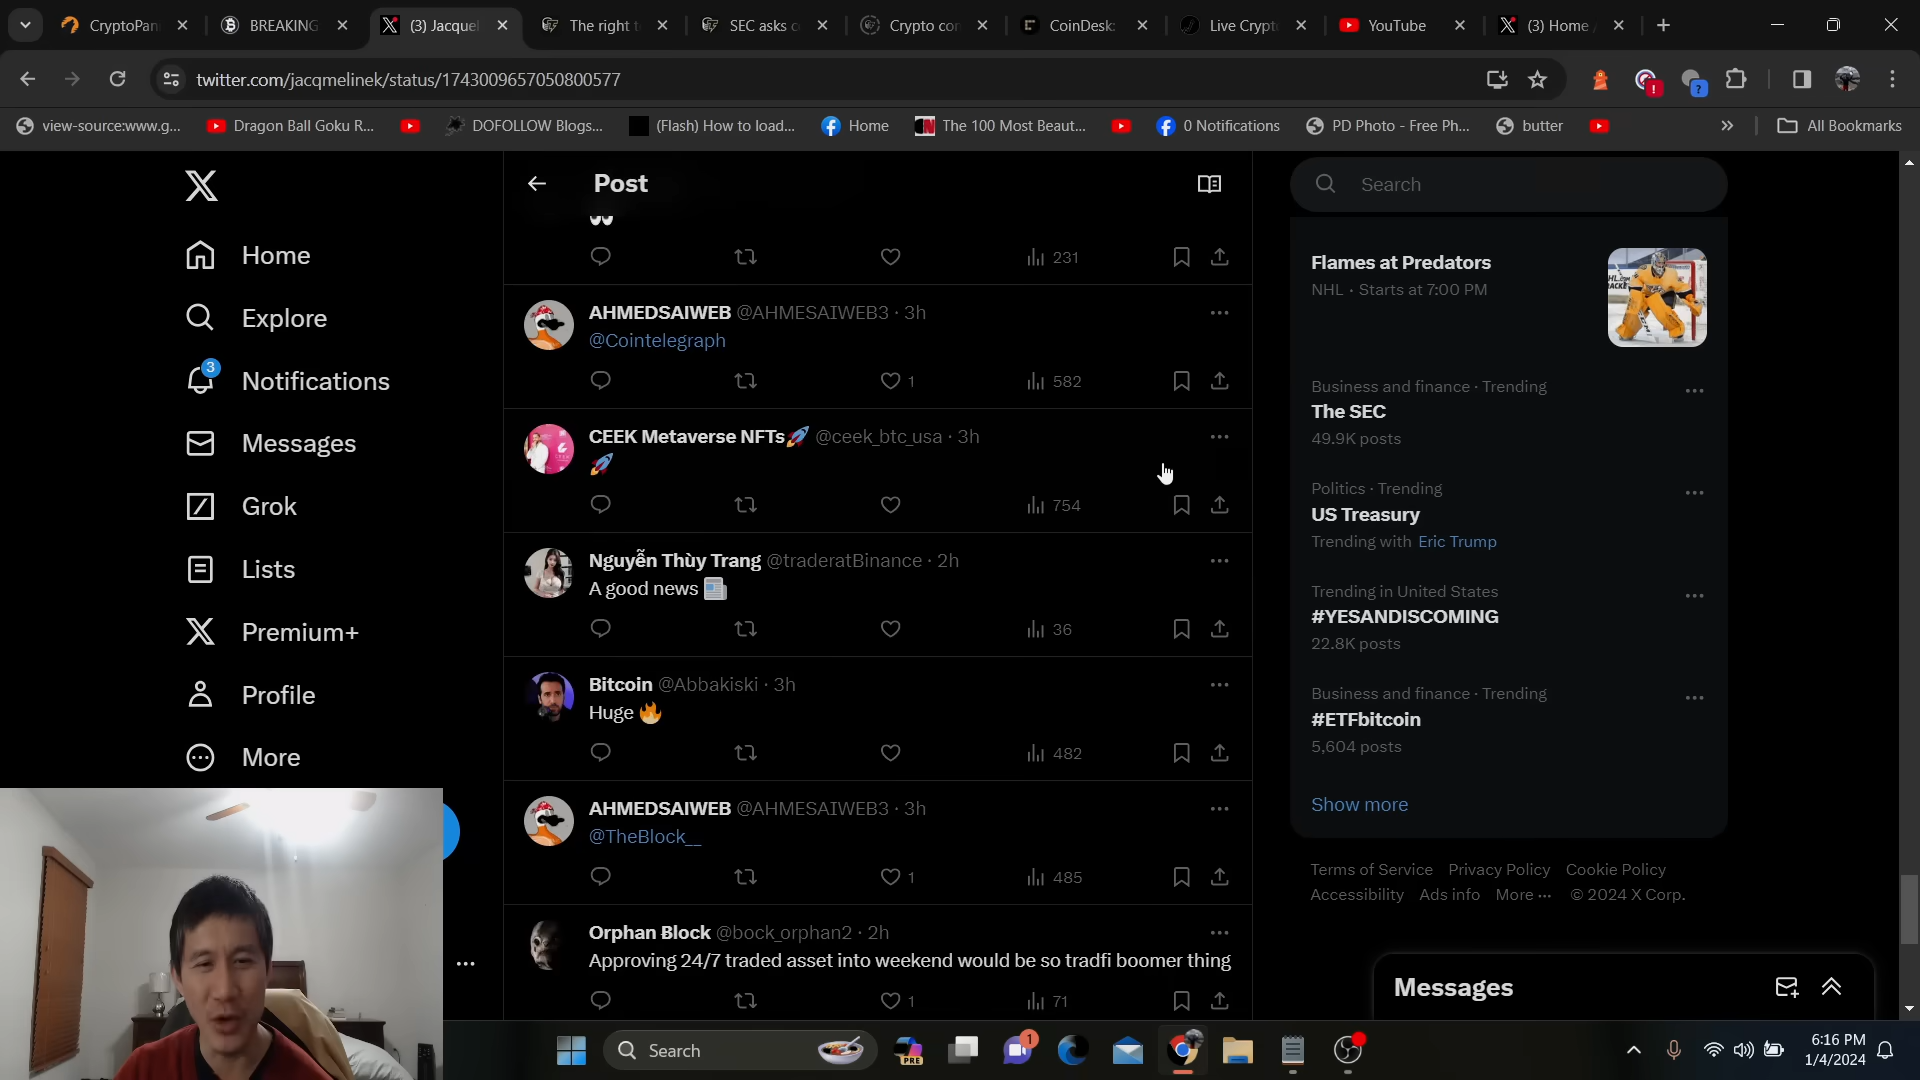 CryptoPan
BREAKING
(3) Jacquel
The right t
SEC asks c
Crypto con
CoinDesk:
Live Crypt
YouTube
(3) Home /
twitter.com/jacqmelinek/status/1743009657050800577
view-source:www.g...
Dragon Ball Goku R...
DOFOLLOW Blogs...
(Flash) How to load...
Home
The 100 Most Beaut...
0 Notifications
PD Photo - Free Ph...
butter
All Bookmarks
Home
Explore
3
Notifications
Messages
Grok
Lists
Premium+
Profile
More
Post
👀
231
AHMEDSAIWEB @AHMESAIWEB3 · 3h
@Cointelegraph
1 582
CEEK Metaverse NFTs🚀 @ceek_btc_usa · 3h
🚀
754
Nguyễn Thùy Trang @traderatBinance · 2h
A good news 📰
36
Bitcoin @Abbakiski · 3h
Huge 🔥
482
AHMEDSAIWEB @AHMESAIWEB3 · 3h
@TheBlock__
1 485
Orphan Ƀlock @bock_orphan2 · 2h
Approving 24/7 traded asset into weekend would be so tradfi boomer thing
1 71
Search
Flames at Predators
NHL · Starts at 7:00 PM
Business and finance · Trending
The SEC
49.9K posts
Politics · Trending
US Treasury
Trending with Eric Trump
Trending in United States
#YESANDISCOMING
22.8K posts
Business and finance · Trending
#ETFbitcoin
5,604 posts
Show more
Terms of Service Privacy Policy Cookie Policy
Accessibility Ads info More ··· © 2024 X Corp.
Messages
Search
PRE
1
6:16 PM
1/4/2024